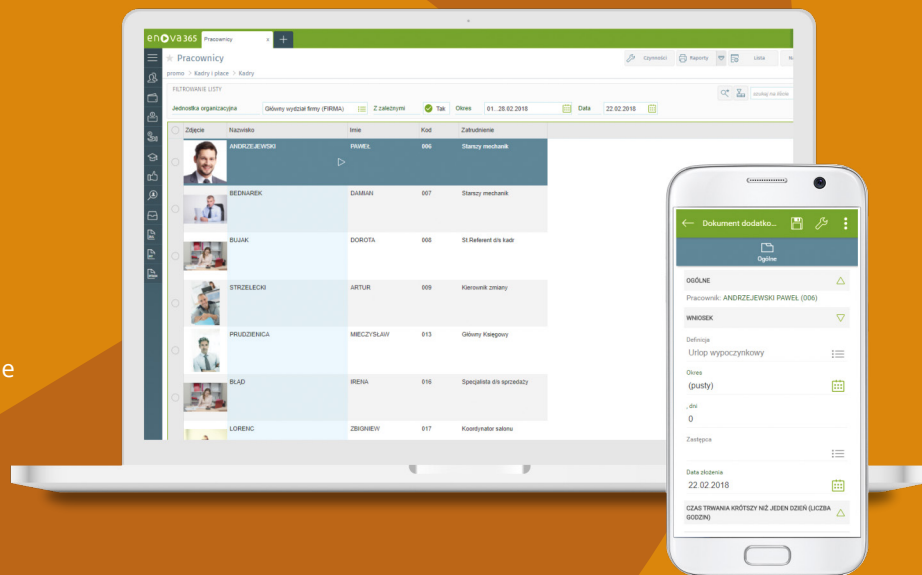 enova365 Pracownicy x +
Pracownicy
Czynności Raporty Lista
promo > Kadry i płace > Kadry
FILTROWANIE LISTY
szukaj na liście
Jednostka organizacyjna Główny wydział firmy (FIRMA) Z zależnymi Tak Okres 01...28.02.2018 Data 22.02.2018
Zdjęcie Nazwisko Imie Kod Zatrudnienie
ANDRZEJEWSKI PAWEŁ 006 Starszy mechanik
BEDNAREK DAMIAN 007 Starszy mechanik
BUJAK DOROTA 008 St.Referent d/s kadr
STRZELECKI ARTUR 009 Kierownik zmiany
PRUDZIENICA MIECZYSŁAW 013 Główny Księgowy
BŁĄD IRENA 016 Specjalista d/s sprzedaży
LORENC ZBIGNIEW 017 Koordynator salonu
e
Dokument dodatko...
Ogólne
OGÓLNE
Pracownik: ANDRZEJEWSKI PAWEŁ (006)
WNIOSEK
Definicja
Urlop wypoczynkowy
Okres
(pusty)
, dni
0
Zastępca
Data złożenia
22.02.2018
CZAS TRWANIA KRÓTSZY NIŻ JEDEN DZIEŃ (LICZBA
GODZIN)